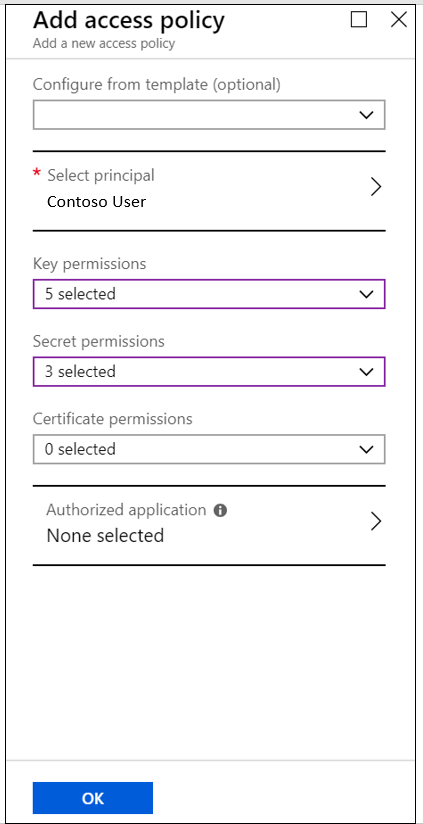 Add access policy
Add a new access policy
Configure from template (optional)
* Select principal
Contoso User
Key permissions
5 selected
Secret permissions
3 selected
Certificate permissions
0 selected
Authorized application
None selected
OK